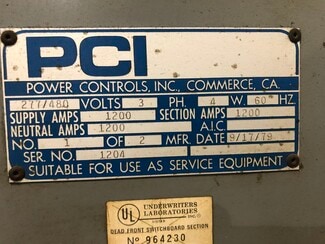 PCI
POWER CONTROLS, INC., COMMERCE, CA.
277/480 VOLTS 3 PH. 4 W 60 HZ.
SUPPLY AMPS 1200 SECTION AMPS 1200
NEUTRAL AMPS 1200 A.I.C.
NO. 1 OF 2 MFR. DATE 9/17/79
SER. NO. 1204
SUITABLE FOR USE AS SERVICE EQUIPMENT
UL UNDERWRITERS
LABORATORIES
DEAD FRONT SWITCHBOARD SECTION
Nº 964230